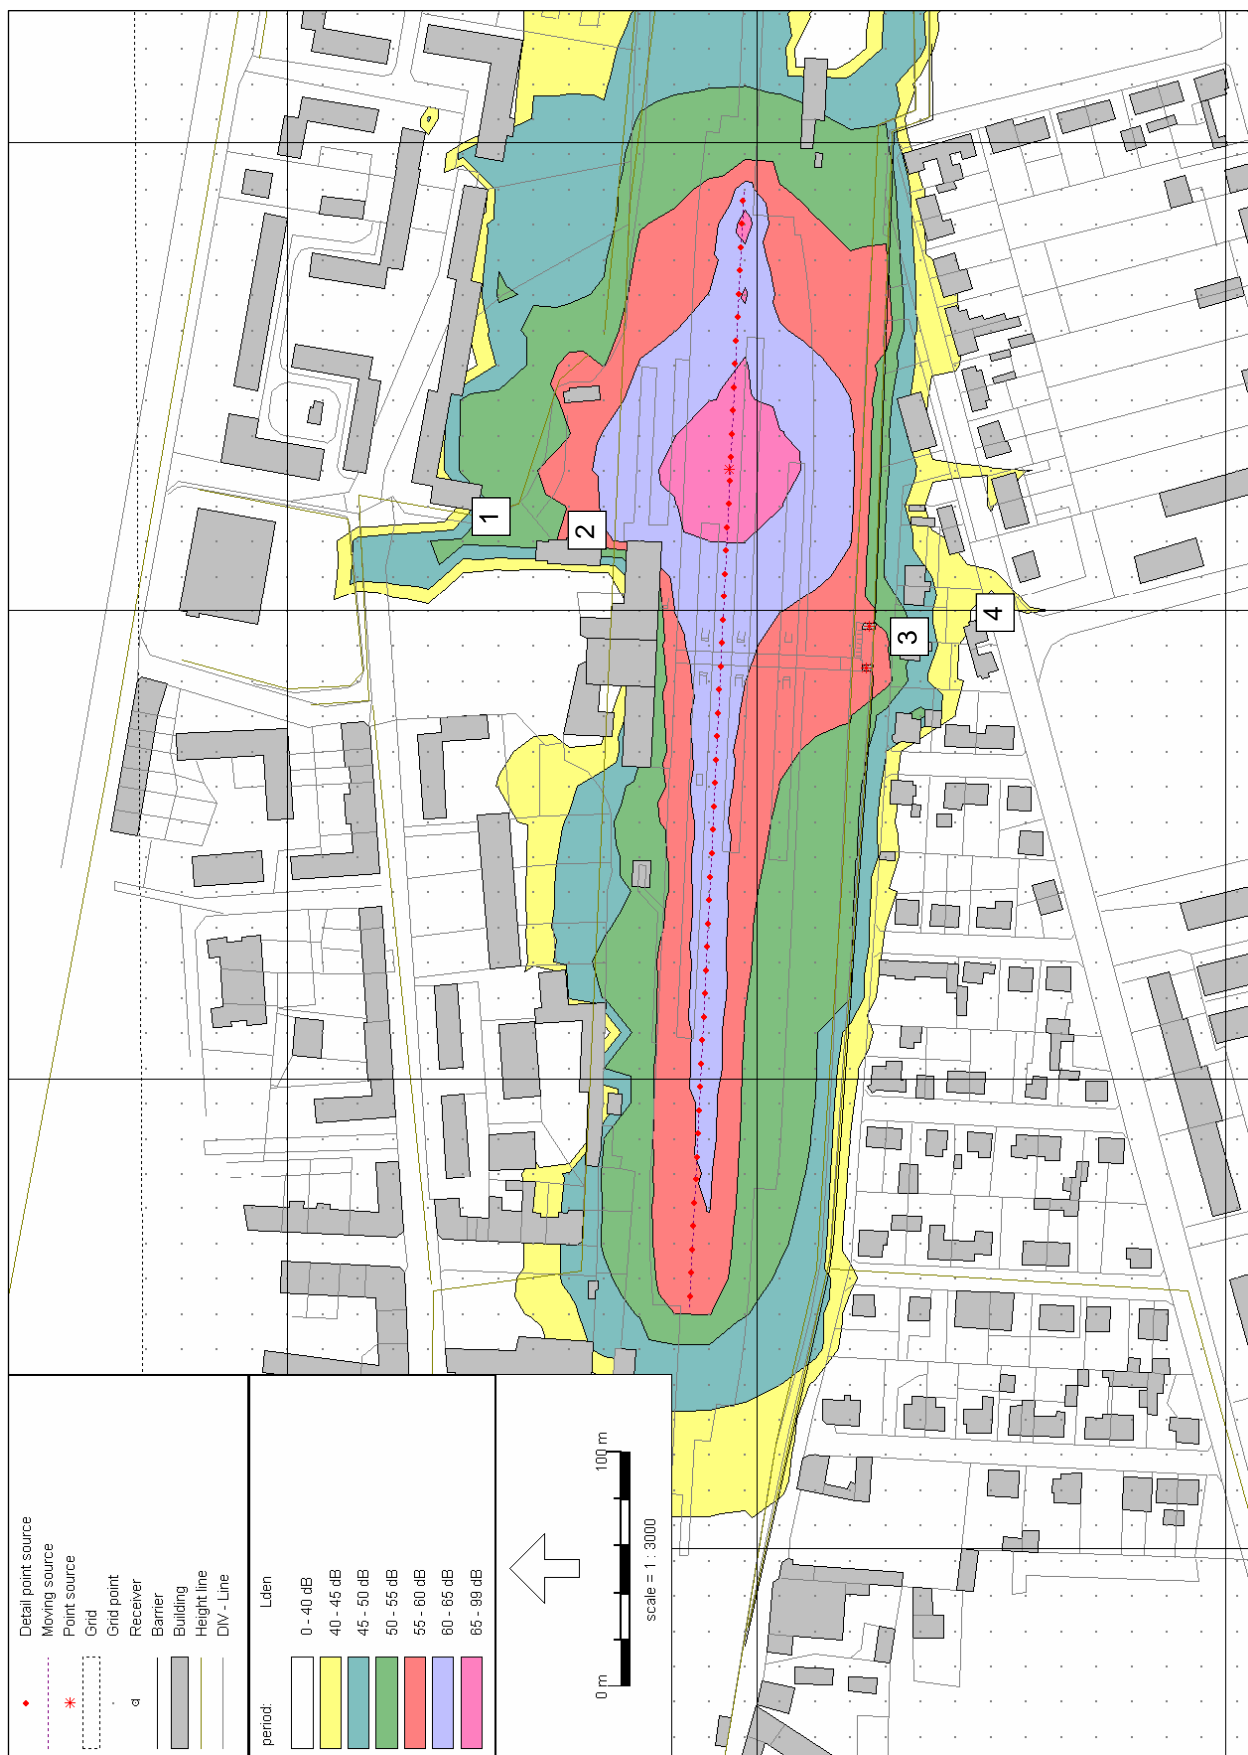 Detail point source
Moving source
Point source
Grid
Grid point
Receiver
Barrier
Building
Height line
DIV - Line
period: Lden
0 - 40 dB
40 - 45 dB
45 - 50 dB
50 - 55 dB
55 - 60 dB
60 - 65 dB
65 - 99 dB
0 m 100 m
scale = 1 : 3000
1
2
3
4